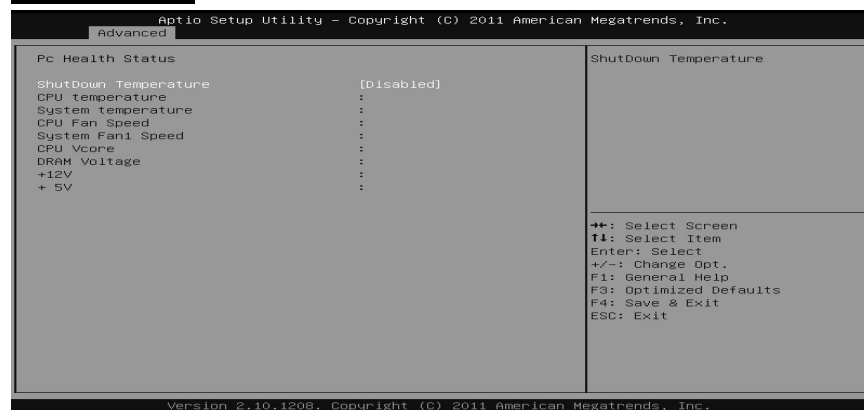 Aptio Setup Utility – Copyright (C) 2011 American Megatrends, Inc.
Advanced
Pc Health Status
ShutDown Temperature [Disabled]
CPU temperature :
System temperature :
CPU Fan Speed :
System Fan1 Speed :
CPU Vcore :
DRAM Voltage :
+12V :
+ 5V :
ShutDown Temperature
→←: Select Screen
↑↓: Select Item
Enter: Select
+/-: Change Opt.
F1: General Help
F3: Optimized Defaults
F4: Save & Exit
ESC: Exit
Version 2.10.1208. Copyright (C) 2011 American Megatrends, Inc.